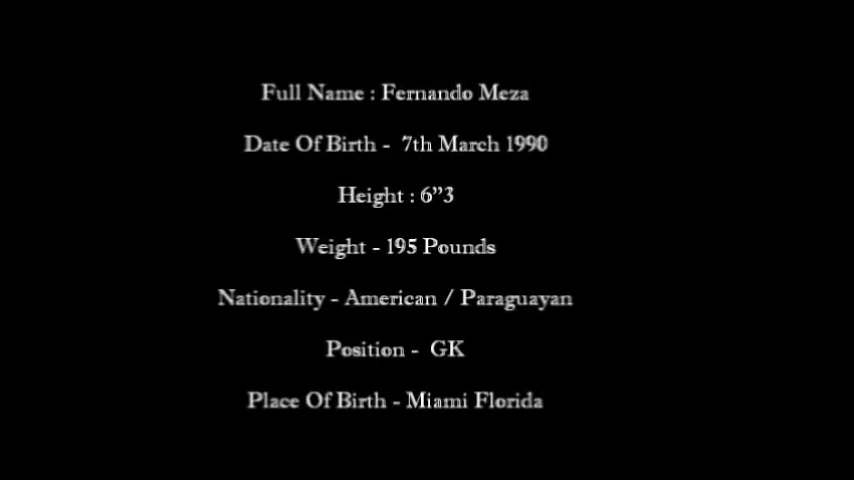 Full Name : Fernando Meza
Date Of Birth - 7th March 1990
Height : 6”3
Weight - 195 Pounds
Nationality - American / Paraguayan
Position - GK
Place Of Birth - Miami Florida